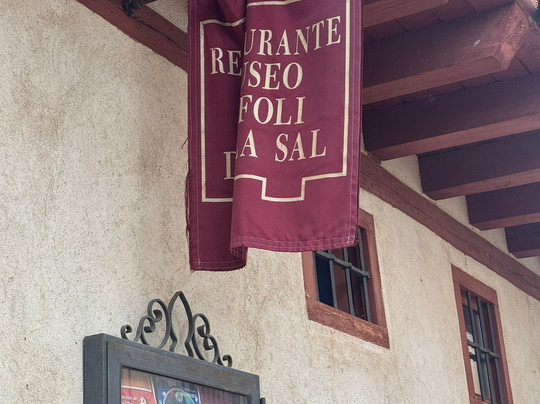 RE URANTE
USEO
FOLI
D A SAL